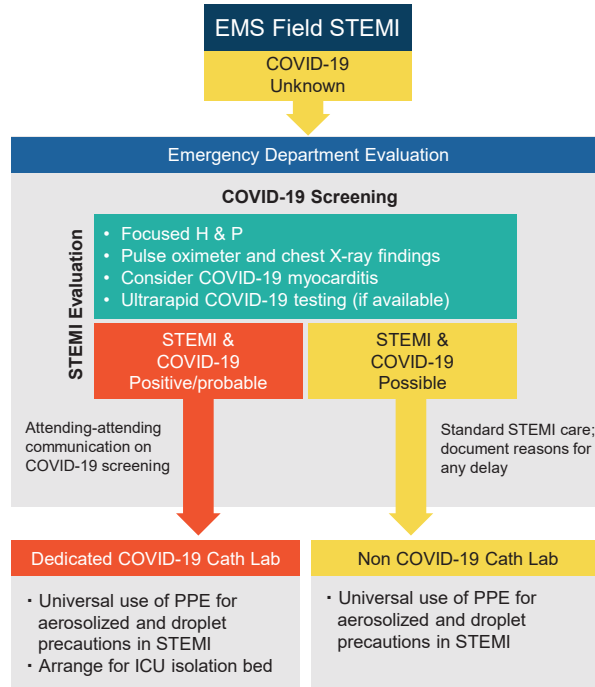 EMS Field STEMI
COVID-19
Unknown
Emergency Department Evaluation
COVID-19 Screening
STEMI Evaluation
• Focused H & P
• Pulse oximeter and chest X-ray findings
• Consider COVID-19 myocarditis
• Ultrarapid COVID-19 testing (if available)
STEMI &
COVID-19
Positive/probable
STEMI &
COVID-19
Possible
Attending-attending
communication on
COVID-19 screening
Standard STEMI care;
document reasons for
any delay
Dedicated COVID-19 Cath Lab
· Universal use of PPE for
aerosolized and droplet
precautions in STEMI
· Arrange for ICU isolation bed
Non COVID-19 Cath Lab
· Universal use of PPE for
aerosolized and droplet
precautions in STEMI